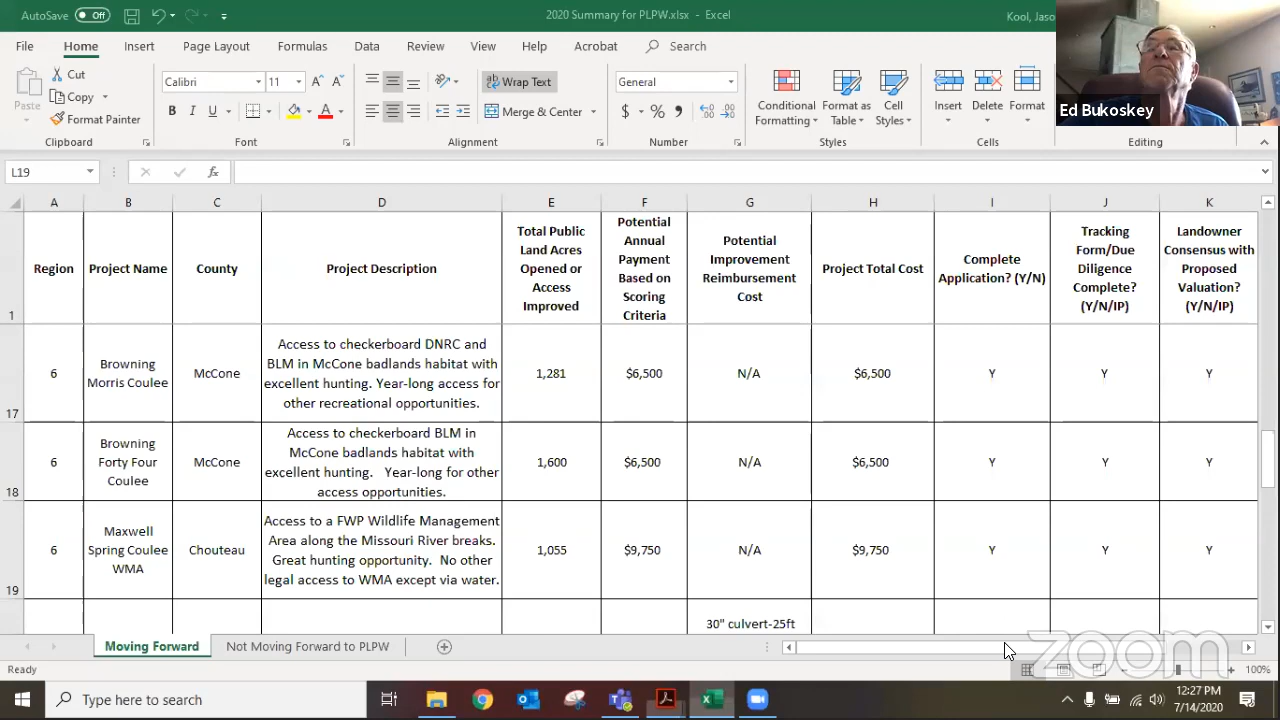 AutoSave Off 2020 Summary for PLPW.xlsx - Excel Kool, Jaso
File Home Insert Page Layout Formulas Data Review View Help Acrobat Search
Paste Cut Copy Format Painter
Calibri 11 B I U A
Wrap Text Merge & Center
General $ % 9
Conditional Formatting Format as Table Cell Styles
Insert Delete Format
Ed Bukoskey
Clipboard Font Alignment Number Styles Cells Editing
L19 fx
A B C D E F G H I J K
1 Region Project Name County Project Description Total Public Land Acres Opened or Access Improved Potential Annual Payment Based on Scoring Criteria Potential Improvement Reimbursement Cost Project Total Cost Complete Application? (Y/N) Tracking Form/Due Diligence Complete? (Y/N/IP) Landowner Consensus with Proposed Valuation? (Y/N/IP)
17 6 Browning Morris Coulee McCone Access to checkerboard DNRC and BLM in McCone badlands habitat with excellent hunting. Year-long access for other recreational opportunities. 1,281 $6,500 N/A $6,500 Y Y Y
18 6 Browning Forty Four Coulee McCone Access to checkerboard BLM in McCone badlands habitat with excellent hunting. Year-long for other access opportunities. 1,600 $6,500 N/A $6,500 Y Y Y
19 6 Maxwell Spring Coulee WMA Chouteau Access to a FWP Wildlife Management Area along the Missouri River breaks. Great hunting opportunity. No other legal access to WMA except via water. 1,055 $9,750 N/A $9,750 Y Y Y
30" culvert-25ft
Moving Forward Not Moving Forward to PLPW
Ready 100%
zoom
Type here to search
12:27 PM
7/14/2020